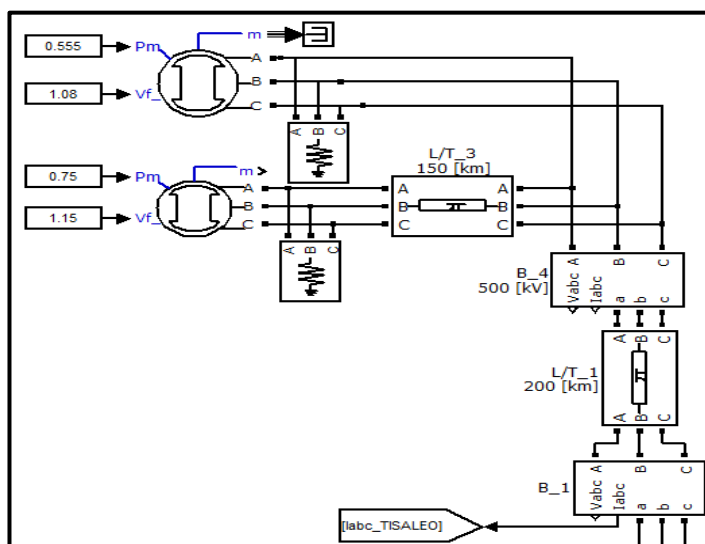 0.555
Pm
m
A
B
C
1.08
Vf_
A B C
L/T_3
150 [km]
0.75
Pm
m
A
B
C
1.15
Vf_
A A
B B
C C
A B C
B_4
500 [kV]
Vabc A
Iabc
B
C
a
b
c
L/T_1
200 [km]
A B C
A B C
B_1
Vabc A
Iabc
B
C
a
b
c
[Iabc_TISALEO]